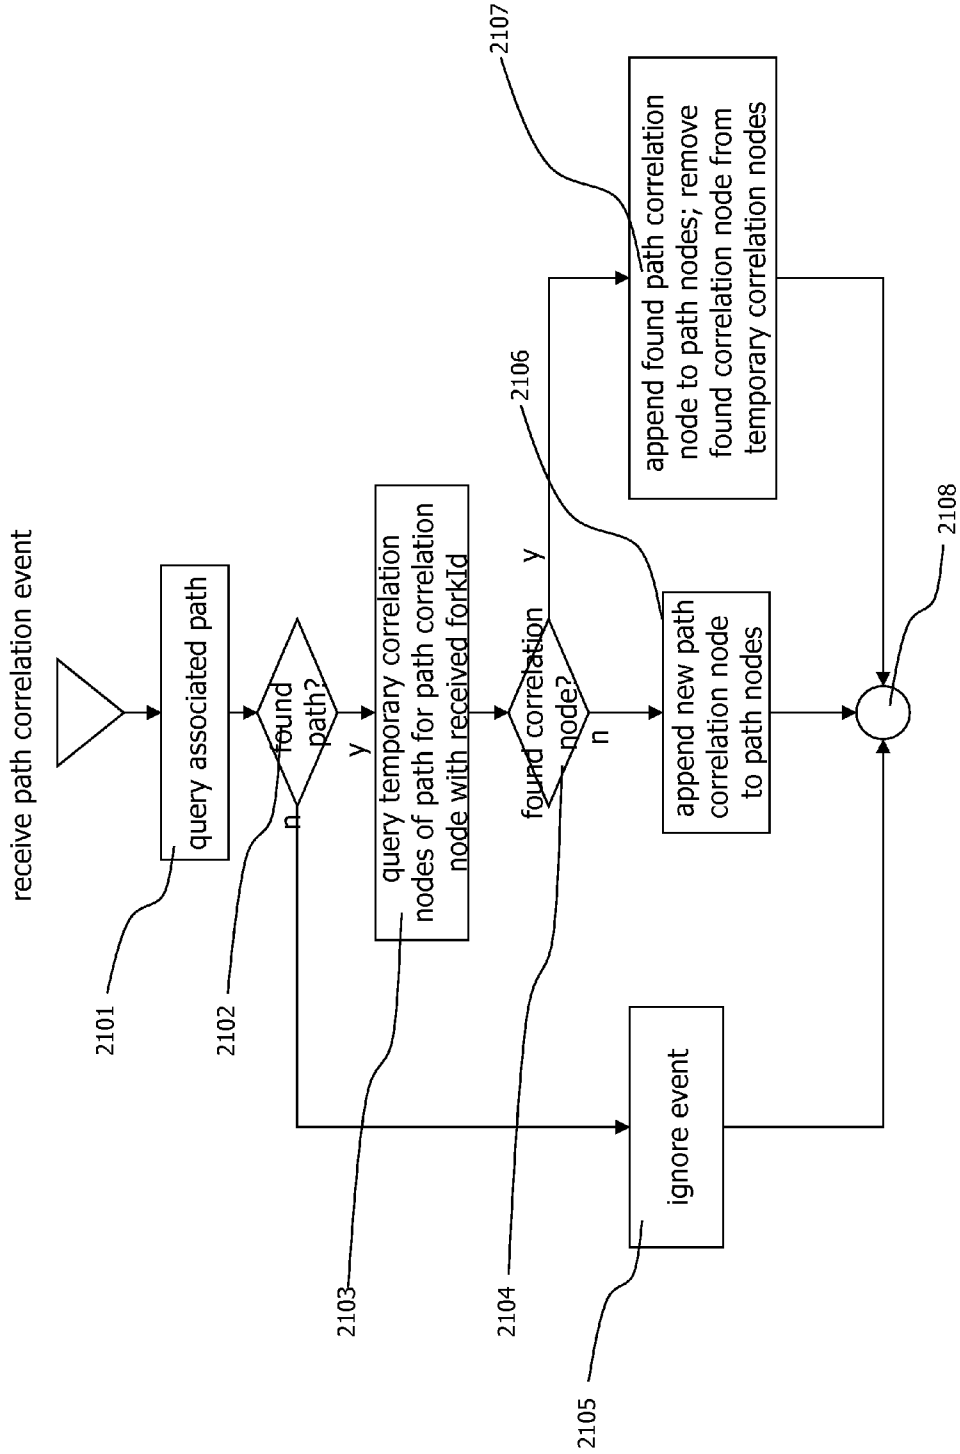 receive path correlation event
2101
query associated path
2102
found
path?
n
y
2103
query temporary correlation
nodes of path for path correlation
node with received forkId
2104
found correlation
node?
y
n
2105
ignore event
2106
append new path
correlation node
to path nodes
2107
append found path correlation
node to path nodes; remove
found correlation node from
temporary correlation nodes
2108